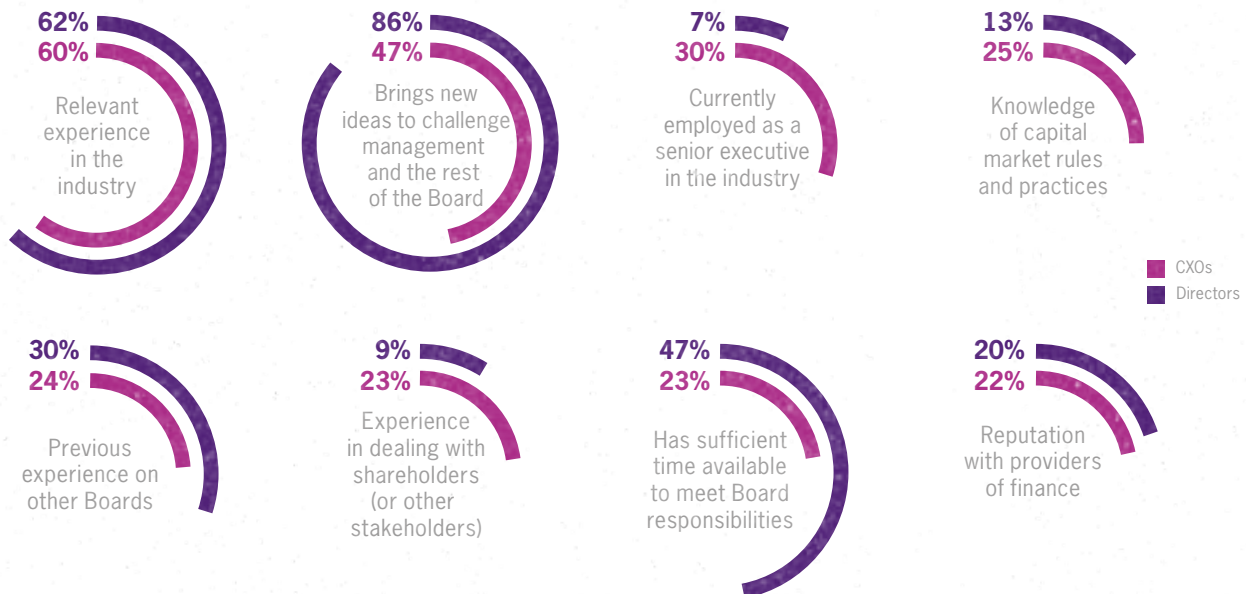 62%
60%
Relevant
experience
in the
industry
86%
47%
Brings new
ideas to challenge
management
and the rest
of the Board
7%
30%
Currently
employed as a
senior executive
in the industry
13%
25%
Knowledge
of capital
market rules
and practices
CXOs
Directors
30%
24%
Previous
experience on
other Boards
9%
23%
Experience
in dealing with
shareholders
(or other
stakeholders)
47%
23%
Has sufficient
time available
to meet Board
responsibilities
20%
22%
Reputation
with providers
of finance